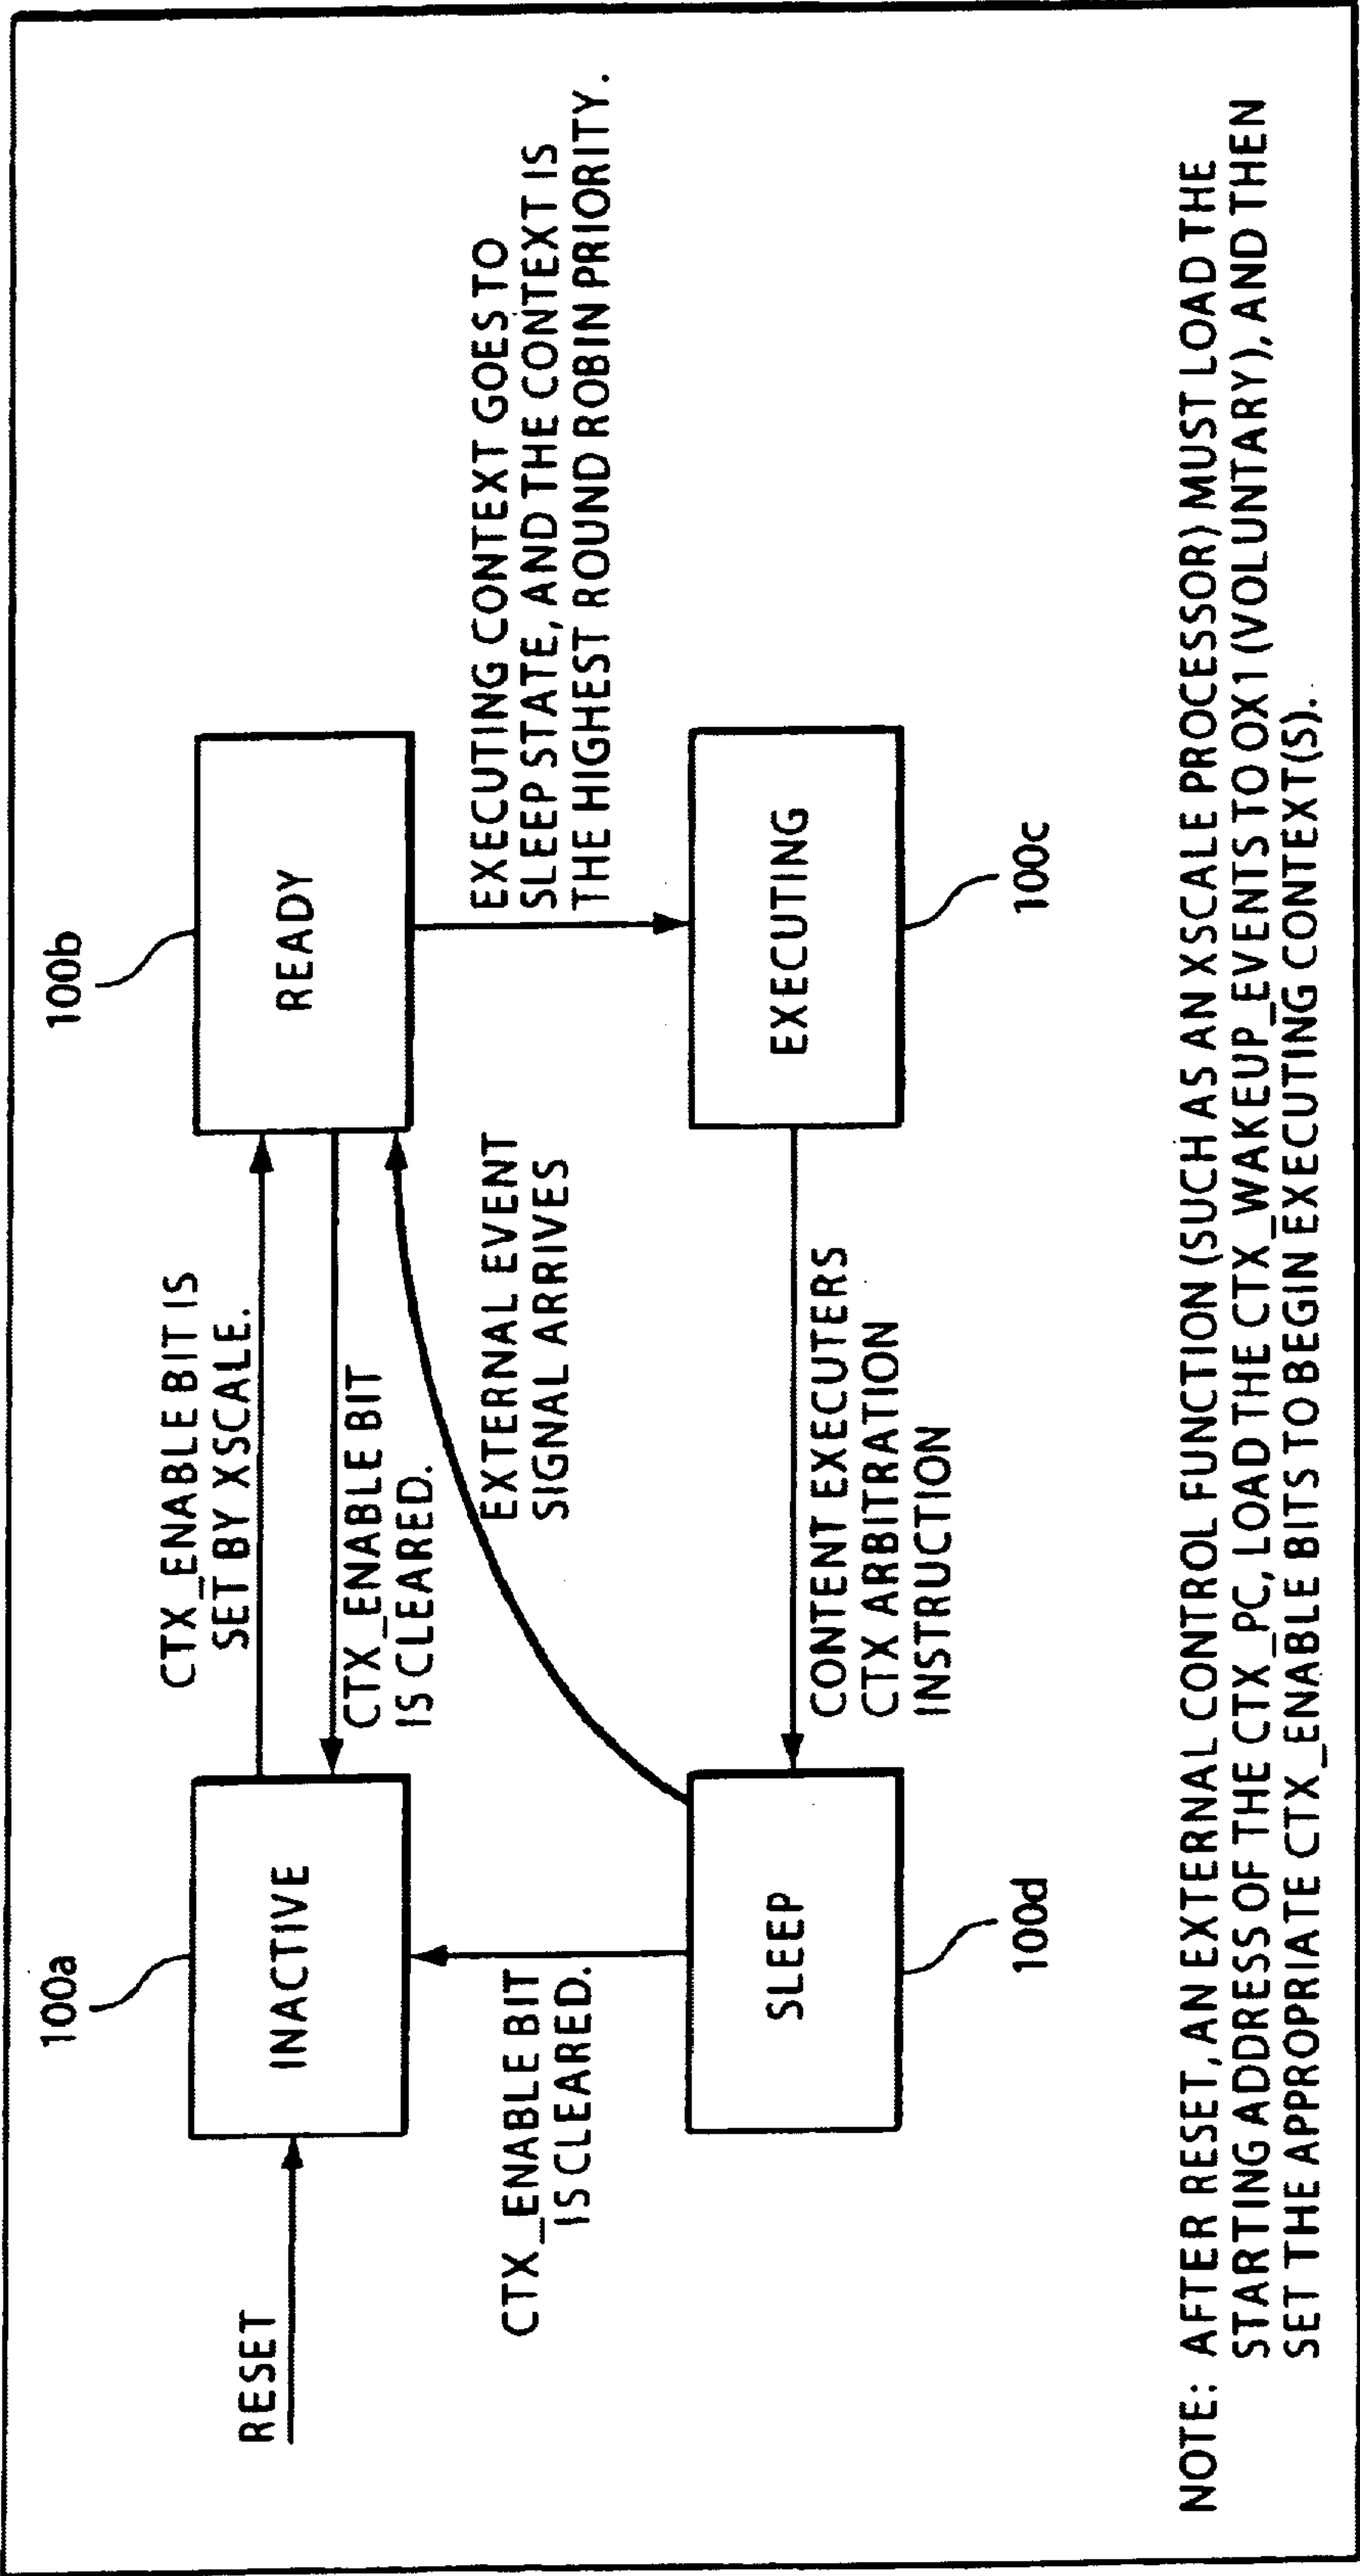 100a
100b
RESET
INACTIVE
CTX_ENABLE BIT IS
SET BY XSCALE.
CTX_ENABLE BIT
IS CLEARED.
READY
CTX_ENABLE BIT
IS CLEARED.
EXTERNAL EVENT
SIGNAL ARRIVES
EXECUTING CONTEXT GOES TO
SLEEP STATE, AND THE CONTEXT IS
THE HIGHEST ROUND ROBIN PRIORITY.
SLEEP
CONTENT EXECUTERS
CTX ARBITRATION
INSTRUCTION
EXECUTING
100d
100c
NOTE: AFTER RESET, AN EXTERNAL CONTROL FUNCTION (SUCH AS AN XSCALE PROCESSOR) MUST LOAD THE
STARTING ADDRESS OF THE CTX_PC, LOAD THE CTX_WAKEUP_EVENTS TO OX1 (VOLUNTARY), AND THEN
SET THE APPROPRIATE CTX_ENABLE BITS TO BEGIN EXECUTING CONTEXT(S).